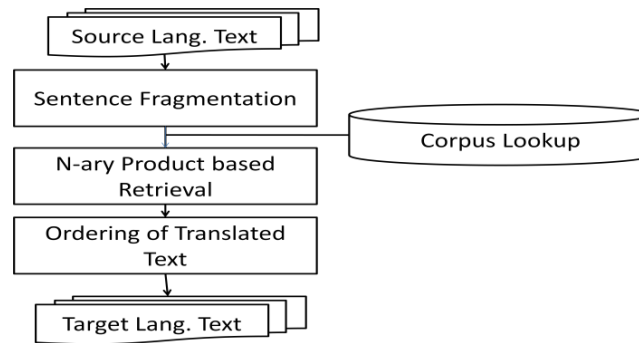 Source Lang. Text
Sentence Fragmentation
Corpus Lookup
N-ary Product based
Retrieval
Ordering of Translated
Text
Target Lang. Text